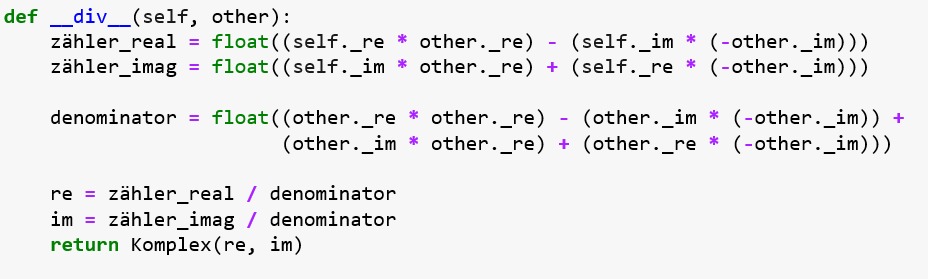 def __div__(self, other):
    zähler_real = float((self._re * other._re) - (self._im * (-other._im)))
    zähler_imag = float((self._im * other._re) + (self._re * (-other._im)))
    denominator = float((other._re * other._re) - (other._im * (-other._im)) +
                        (other._im * other._re) + (other._re * (-other._im)))
    re = zähler_real / denominator
    im = zähler_imag / denominator
    return Komplex(re, im)